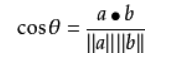 cosθ = a • b / ||a|| ||b||